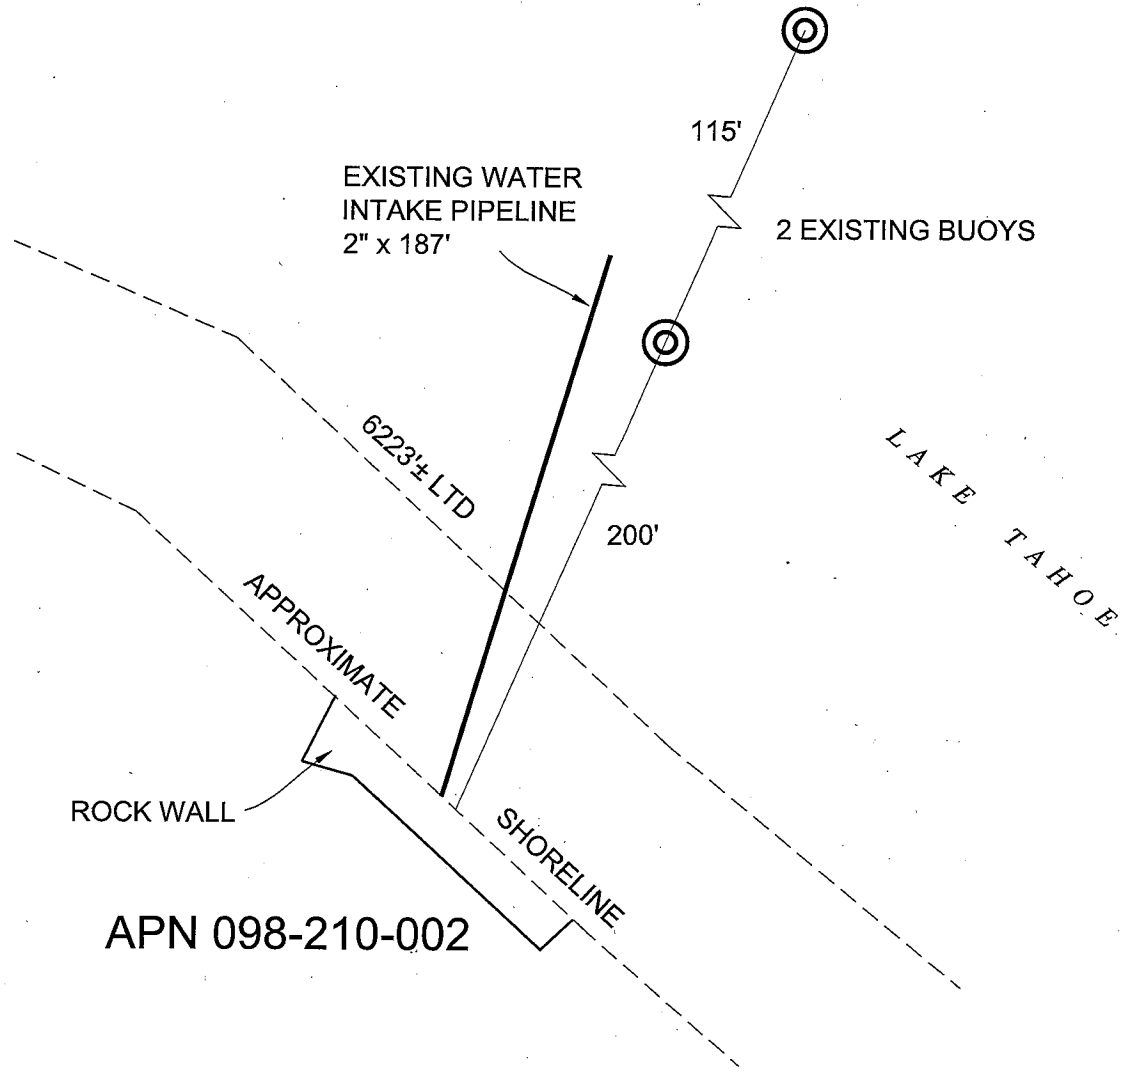 115'
EXISTING WATER
INTAKE PIPELINE
2" x 187'
2 EXISTING BUOYS
6223'± LTD
200'
LAKE TAHOE
APPROXIMATE SHORELINE
ROCK WALL
APN 098-210-002